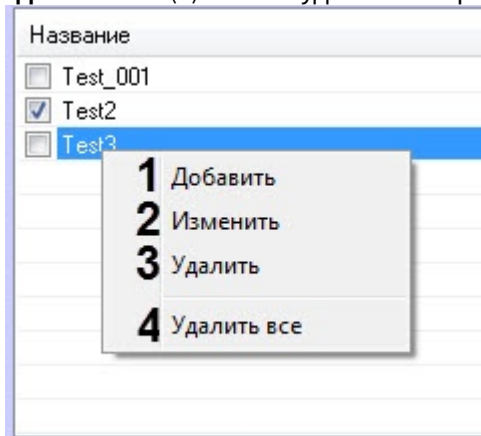 Название
Test_001
Test2
Test3
1 Добавить
2 Изменить
3 Удалить
4 Удалить все